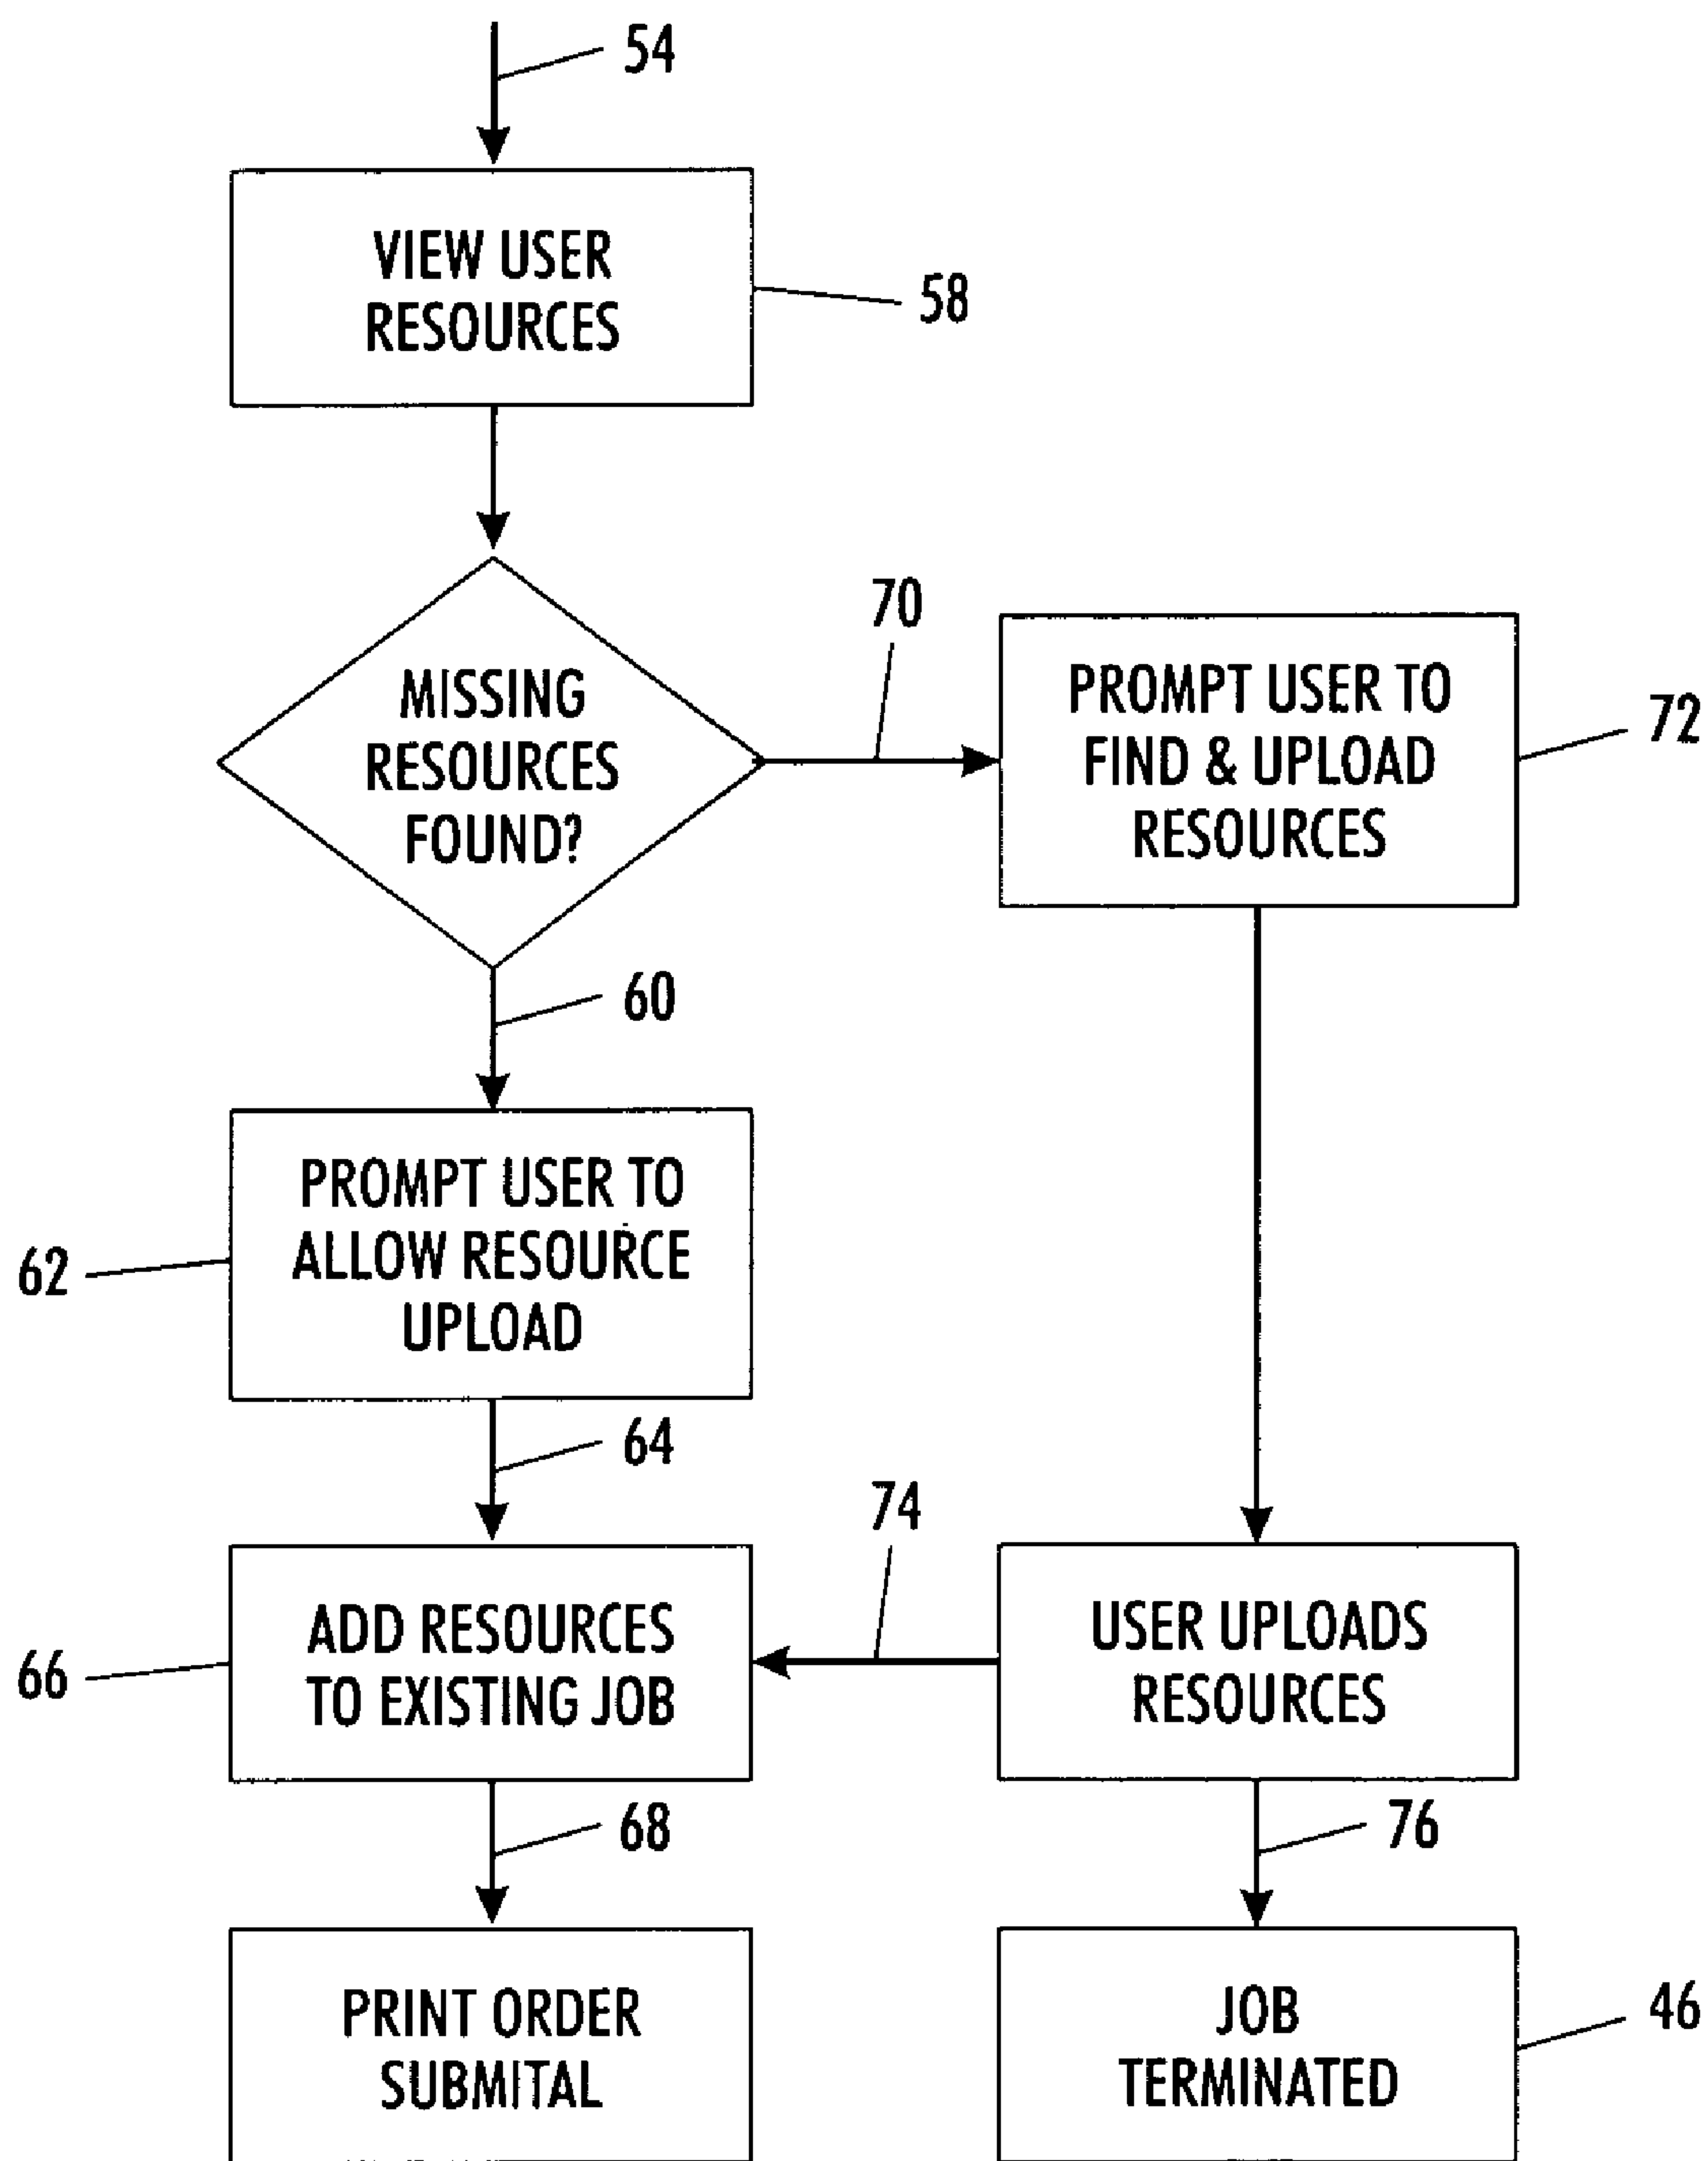 54
VIEW USER
RESOURCES
58
MISSING
RESOURCES
FOUND?
70
PROMPT USER TO
FIND & UPLOAD
RESOURCES
72
60
PROMPT USER TO
ALLOW RESOURCE
UPLOAD
62
64
74
ADD RESOURCES
TO EXISTING JOB
66
USER UPLOADS
RESOURCES
68
76
PRINT ORDER
SUBMITAL
JOB
TERMINATED
46